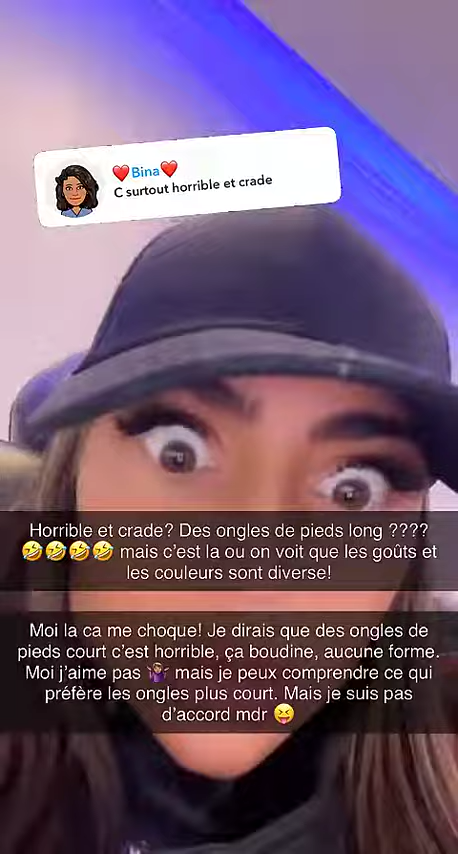 ❤️Bina❤️
C surtout horrible et crade
Horrible et crade? Des ongles de pieds long ????
🤣🤣🤣🤣 mais c’est la ou on voit que les goûts et
les couleurs sont diverse!
Moi la ca me choque! Je dirais que des ongles de
pieds court c’est horrible, ça boudine, aucune forme.
Moi j’aime pas 🤷🏾‍♀️ mais je peux comprendre ce qui
préfère les ongles plus court. Mais je suis pas
d’accord mdr 😝